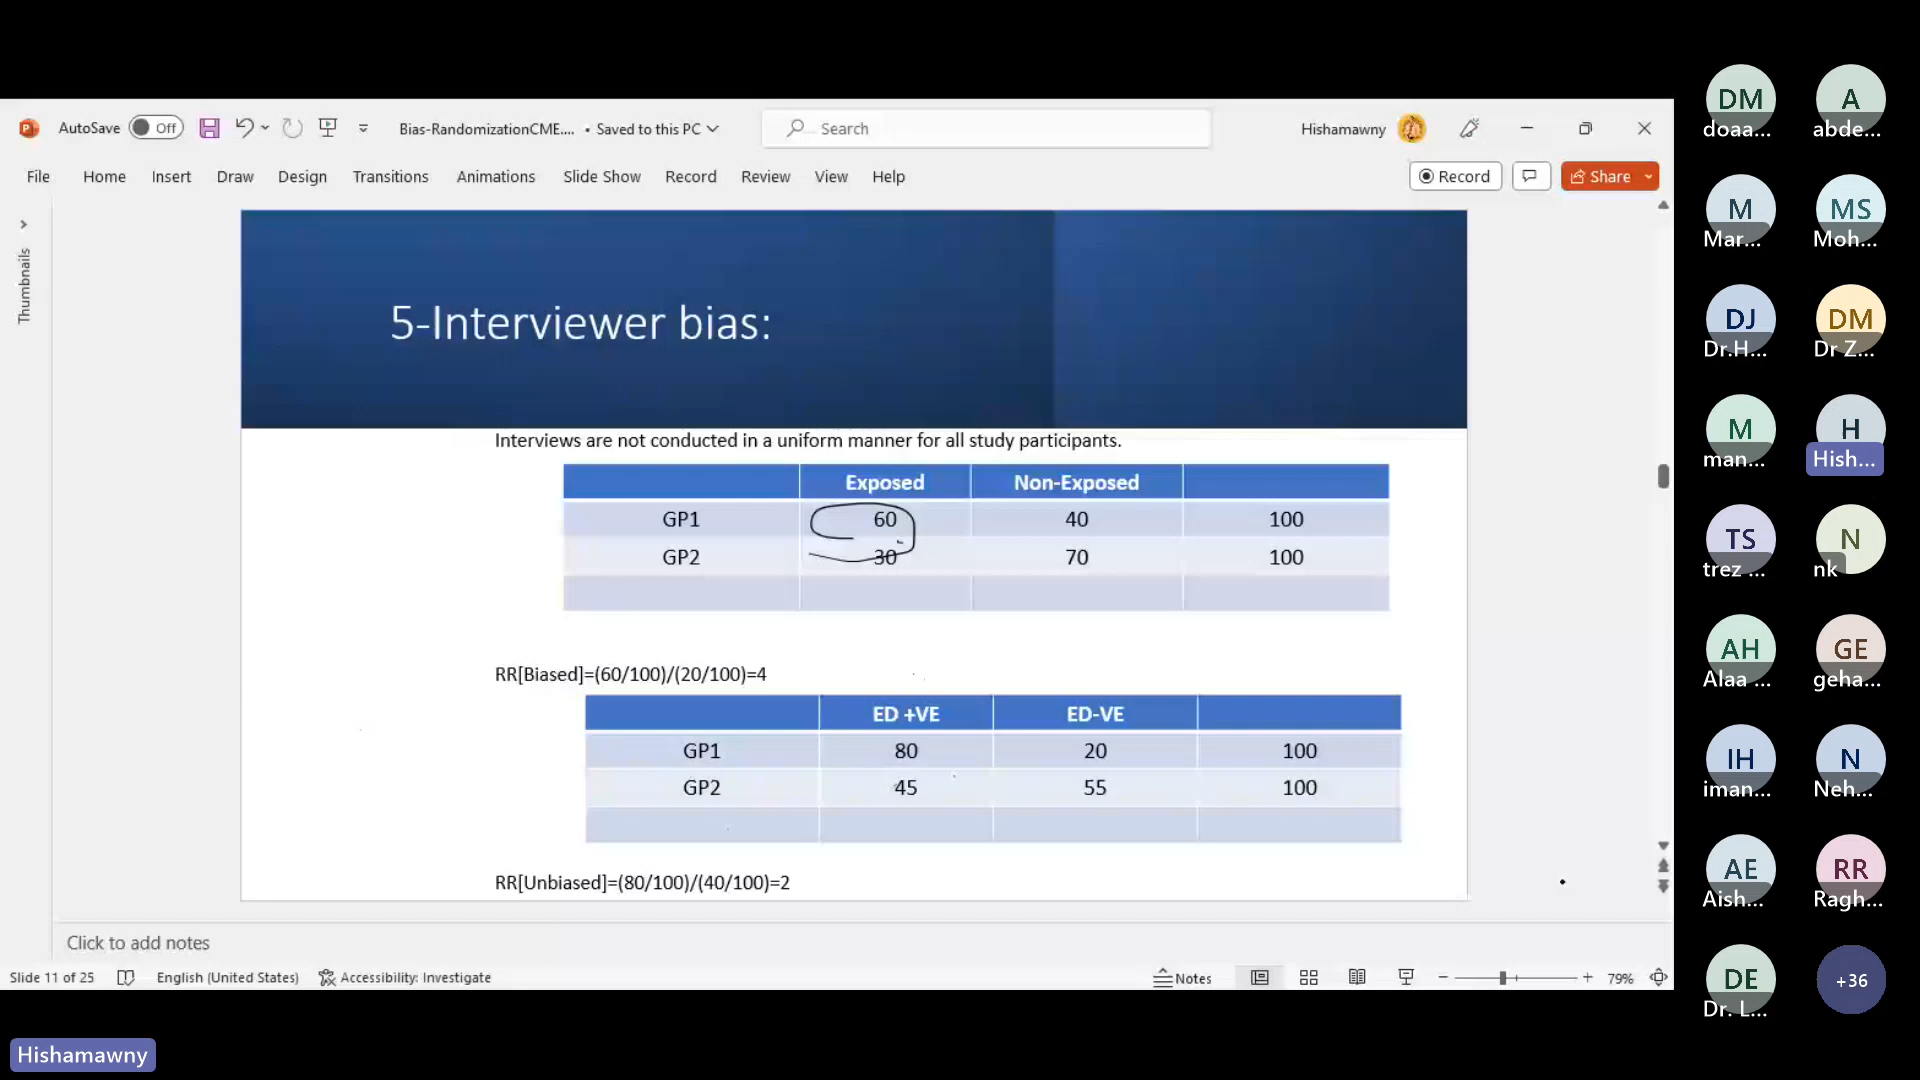 DM
A
doaa...
abde...
AutoSave Off Bias-RandomizationCME.... • Saved to this PC Search Hishamawny
File Home Insert Draw Design Transitions Animations Slide Show Record Review View Help Record Share
M
MS
Mar...
Moh...
Thumbnails
5-Interviewer bias:
DJ
DM
Dr.H...
Dr Z...
Interviews are not conducted in a uniform manner for all study participants.
Exposed Non-Exposed
GP1 60 40 100
GP2 30 70 100
M
H
man...
Hish...
TS
N
trez ...
nk
RR[Biased]=(60/100)/(20/100)=4
ED +VE ED-VE
GP1 80 20 100
GP2 45 55 100
AH
GE
Alaa ...
geha...
IH
N
iman...
Neh...
RR[Unbiased]=(80/100)/(40/100)=2
AE
RR
Aish...
Ragh...
Click to add notes
Slide 11 of 25 English (United States) Accessibility: Investigate Notes 79%
DE
+36
Dr. L...
Hishamawny